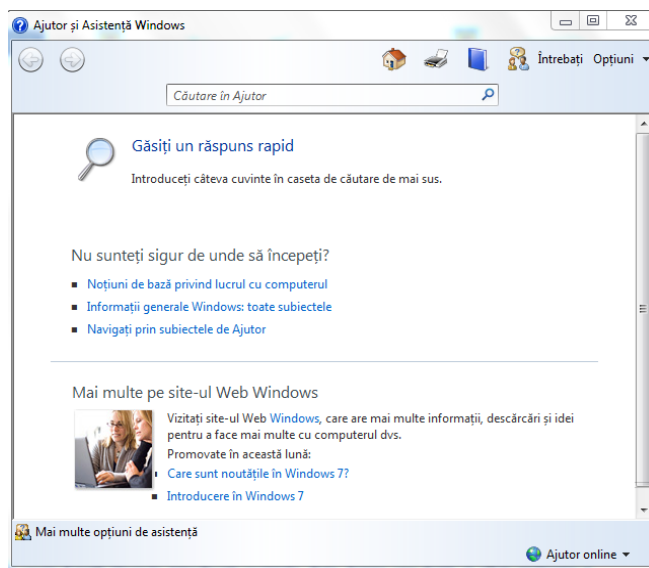 Ajutor și Asistență Windows
Întrebați Opțiuni
Căutare în Ajutor
Găsiți un răspuns rapid
Introduceți câteva cuvinte în caseta de căutare de mai sus.
Nu sunteți sigur de unde să începeți?
Noțiuni de bază privind lucrul cu computerul
Informații generale Windows: toate subiectele
Navigați prin subiectele de Ajutor
Mai multe pe site-ul Web Windows
Vizitați site-ul Web Windows, care are mai multe informații, descărcări și idei
pentru a face mai multe cu computerul dvs.
Promovate în această lună:
Care sunt noutățile în Windows 7?
Introducere în Windows 7
Mai multe opțiuni de asistență
Ajutor online